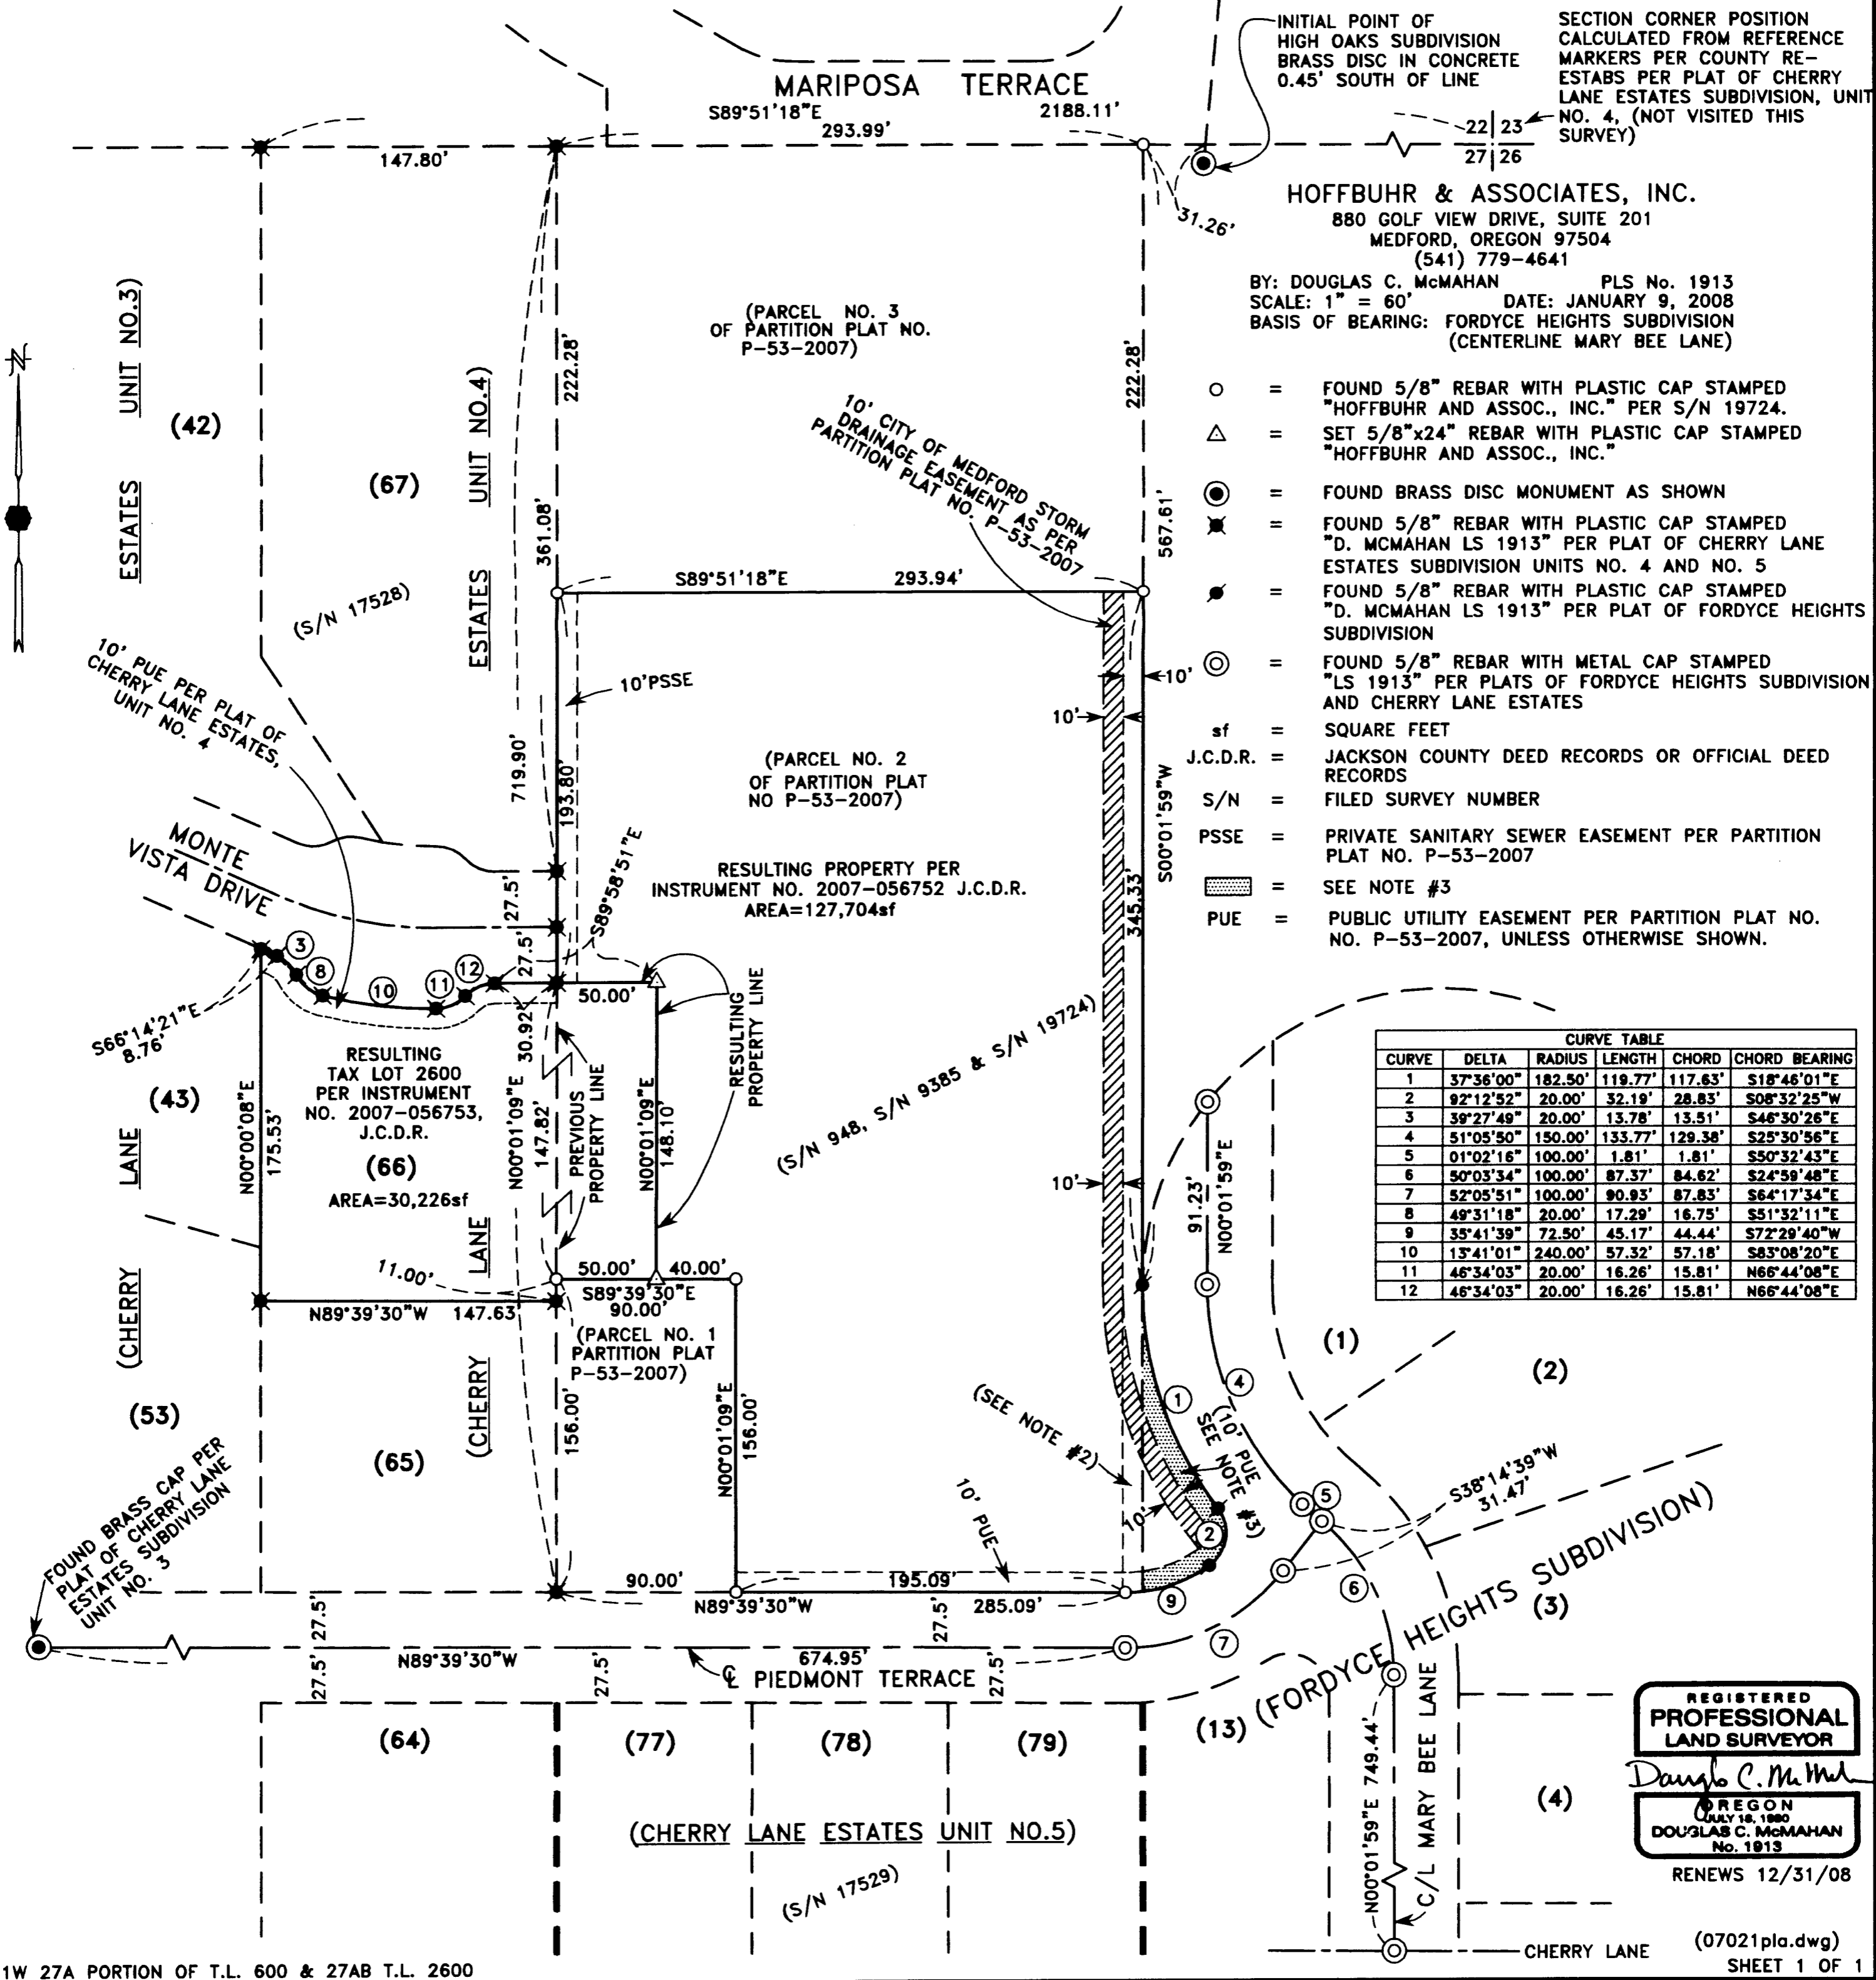 INITIAL POINT OF
HIGH OAKS SUBDIVISION
BRASS DISC IN CONCRETE
0.45' SOUTH OF LINE
SECTION CORNER POSITION
CALCULATED FROM REFERENCE
MARKERS PER COUNTY RE-
ESTABS PER PLAT OF CHERRY
LANE ESTATES SUBDIVISION, UNIT
NO. 4, (NOT VISITED THIS
SURVEY)
22 23
27 26
MARIPOSA TERRACE
S89°51'18"E 2188.11'
293.99'
147.80'
31.26'
HOFFBUHR & ASSOCIATES, INC.
880 GOLF VIEW DRIVE, SUITE 201
MEDFORD, OREGON 97504
(541) 779-4641
BY: DOUGLAS C. McMAHAN PLS No. 1913
SCALE: 1" = 60' DATE: JANUARY 9, 2008
BASIS OF BEARING: FORDYCE HEIGHTS SUBDIVISION
(CENTERLINE MARY BEE LANE)
= FOUND 5/8" REBAR WITH PLASTIC CAP STAMPED
"HOFFBUHR AND ASSOC., INC." PER S/N 19724.
= SET 5/8"x24" REBAR WITH PLASTIC CAP STAMPED
"HOFFBUHR AND ASSOC., INC."
= FOUND BRASS DISC MONUMENT AS SHOWN
= FOUND 5/8" REBAR WITH PLASTIC CAP STAMPED
"D. MCMAHAN LS 1913" PER PLAT OF CHERRY LANE
ESTATES SUBDIVISION UNITS NO. 4 AND NO. 5
= FOUND 5/8" REBAR WITH PLASTIC CAP STAMPED
"D. MCMAHAN LS 1913" PER PLAT OF FORDYCE HEIGHTS
SUBDIVISION
= FOUND 5/8" REBAR WITH METAL CAP STAMPED
"LS 1913" PER PLATS OF FORDYCE HEIGHTS SUBDIVISION
AND CHERRY LANE ESTATES
sf = SQUARE FEET
J.C.D.R. = JACKSON COUNTY DEED RECORDS OR OFFICIAL DEED
RECORDS
S/N = FILED SURVEY NUMBER
PSSE = PRIVATE SANITARY SEWER EASEMENT PER PARTITION
PLAT NO. P-53-2007
= SEE NOTE #3
PUE = PUBLIC UTILITY EASEMENT PER PARTITION PLAT NO.
NO. P-53-2007, UNLESS OTHERWISE SHOWN.
N
(CHERRY LANE ESTATES UNIT NO.3)
(42)
(67)
(CHERRY LANE ESTATES UNIT NO.4)
(S/N 17528)
222.28'
361.08'
719.90'
193.80'
(PARCEL NO. 3
OF PARTITION PLAT NO.
P-53-2007)
222.28'
567.61'
10' CITY OF MEDFORD STORM
DRAINAGE EASEMENT AS PER
PARTITION PLAT NO. P-53-2007
S89°51'18"E 293.94'
10'PSSE
10'
10'
(PARCEL NO. 2
OF PARTITION PLAT
NO P-53-2007)
S00°01'59"W
345.33'
RESULTING PROPERTY PER
INSTRUMENT NO. 2007-056752 J.C.D.R.
AREA=127,704sf
10' PUE PER PLAT OF
CHERRY LANE ESTATES,
UNIT NO. 4
MONTE
VISTA DRIVE
27.5'
27.5'
S89°58'51"E
3
8
10
11
12
S66°14'21"E
8.76'
50.00'
30.92'
RESULTING
PROPERTY LINE
RESULTING
TAX LOT 2600
PER INSTRUMENT
NO. 2007-056753,
J.C.D.R.
(66)
AREA=30,226sf
(43)
N00°00'08"E
175.53'
N00°01'09"E
147.82'
PREVIOUS
PROPERTY LINE
N00°01'09"E
148.10'
(S/N 948, S/N 9385 & S/N 19724)
10'
91.23'
N00°01'59"E
CURVE TABLE
CURVE DELTA RADIUS LENGTH CHORD CHORD BEARING
1 37°36'00" 182.50' 119.77' 117.63' S18°46'01"E
2 92°12'52" 20.00' 32.19' 28.83' S08°32'25"W
3 39°27'49" 20.00' 13.78' 13.51' S46°30'26"E
4 51°05'50" 150.00' 133.77' 129.38' S25°30'56"E
5 01°02'16" 100.00' 1.81' 1.81' S50°32'43"E
6 50°03'34" 100.00' 87.37' 84.62' S24°59'48"E
7 52°05'51" 100.00' 90.93' 87.83' S64°17'34"E
8 49°31'18" 20.00' 17.29' 16.75' S51°32'11"E
9 35°41'39" 72.50' 45.17' 44.44' S72°29'40"W
10 13°41'01" 240.00' 57.32' 57.18' S83°08'20"E
11 46°34'03" 20.00' 16.26' 15.81' N66°44'08"E
12 46°34'03" 20.00' 16.26' 15.81' N66°44'08"E
11.00'
50.00' 40.00'
S89°39'30"E
90.00'
N89°39'30"W 147.63'
(PARCEL NO. 1
PARTITION PLAT
P-53-2007)
156.00'
N00°01'09"E
156.00'
(53)
(65)
(1)
(2)
(SEE NOTE #2)
1
4
(10' PUE
SEE NOTE #3)
10'
2
5
S38°14'39"W
31.47'
6
10' PUE
FOUND BRASS CAP PER
PLAT OF CHERRY LANE
ESTATES SUBDIVISION
UNIT NO. 3
90.00'
195.09'
N89°39'30"W 285.09'
9
7
(FORDYCE HEIGHTS SUBDIVISION)
(3)
27.5'
27.5'
27.5'
27.5'
27.5'
N89°39'30"W 674.95'
℄ PIEDMONT TERRACE
(64)
(77)
(78)
(79)
(13)
(4)
N00°01'59"E 749.44'
C/L MARY BEE LANE
(CHERRY LANE ESTATES UNIT NO.5)
(S/N 17529)
REGISTERED
PROFESSIONAL
LAND SURVEYOR
OREGON
JULY 18, 1980
DOUGLAS C. McMAHAN
No. 1913
RENEWS 12/31/08
CHERRY LANE
(07021pla.dwg)
SHEET 1 OF 1
1W 27A PORTION OF T.L. 600 & 27AB T.L. 2600